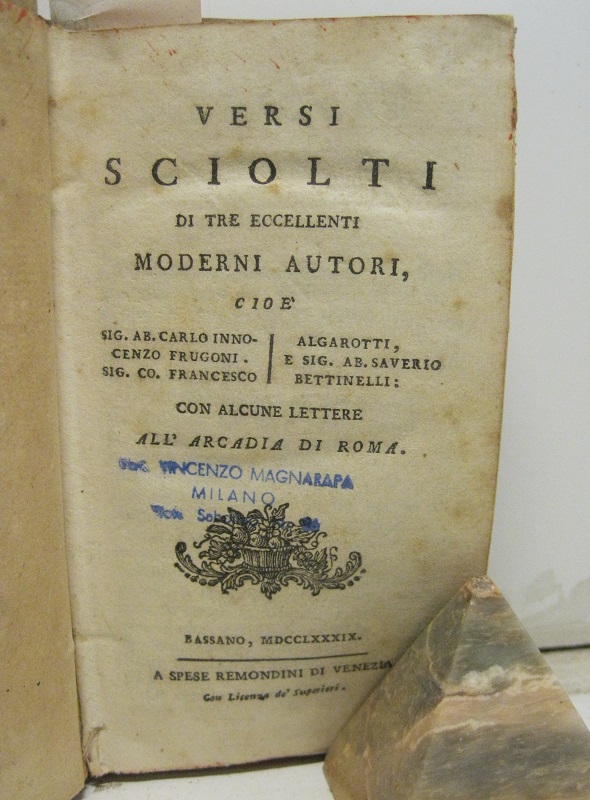 VERSI
SCIOLTI
DI TRE ECCELLENTI
MODERNI AUTORI,
CIOE'
SIG. AB. CARLO INNO-
CENZO FRUGONI.
SIG. CO. FRANCESCO
ALGAROTTI,
E SIG. AB. SAVERIO
BETTINELLI:
CON ALCUNE LETTERE
ALL' ARCADIA DI ROMA.
VINCENZO MAGNARAPA
MILANO
BASSANO, MDCCLXXXIX.
A SPESE REMONDINI DI VENEZIA
Con Licenza de' Superiori.